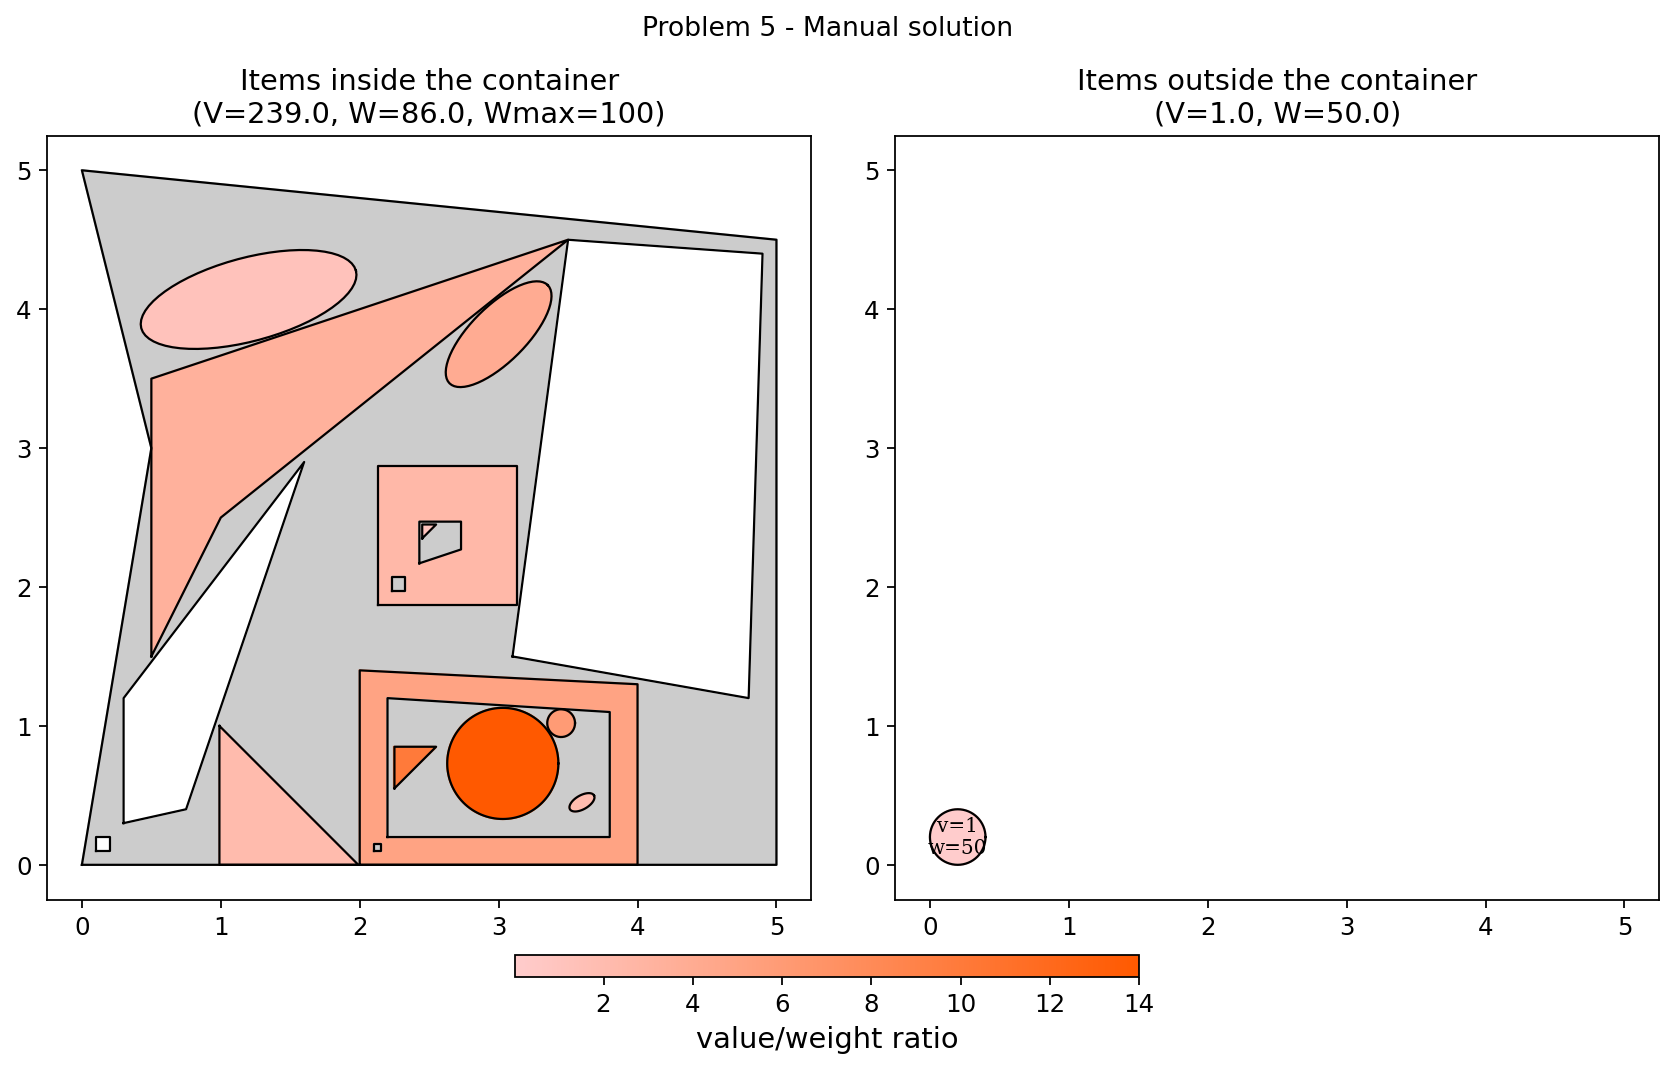 Problem 5 - Manual solution
Items inside the container
(V=239.0, W=86.0, Wmax=100)
5
4
3
2
1
0
0 1 2 3 4 5
Items outside the container
(V=1.0, W=50.0)
5
4
3
2
1
0
v=1
w=50
0 1 2 3 4 5
2 4 6 8 10 12 14
value/weight ratio